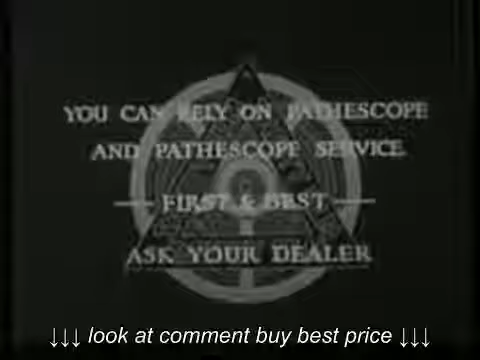 YOU CAN RELY ON PATHESCOPE
AND PATHESCOPE SERVICE.
FIRST & BEST
ASK YOUR DEALER
↓↓↓ look at comment buy best price ↓↓↓